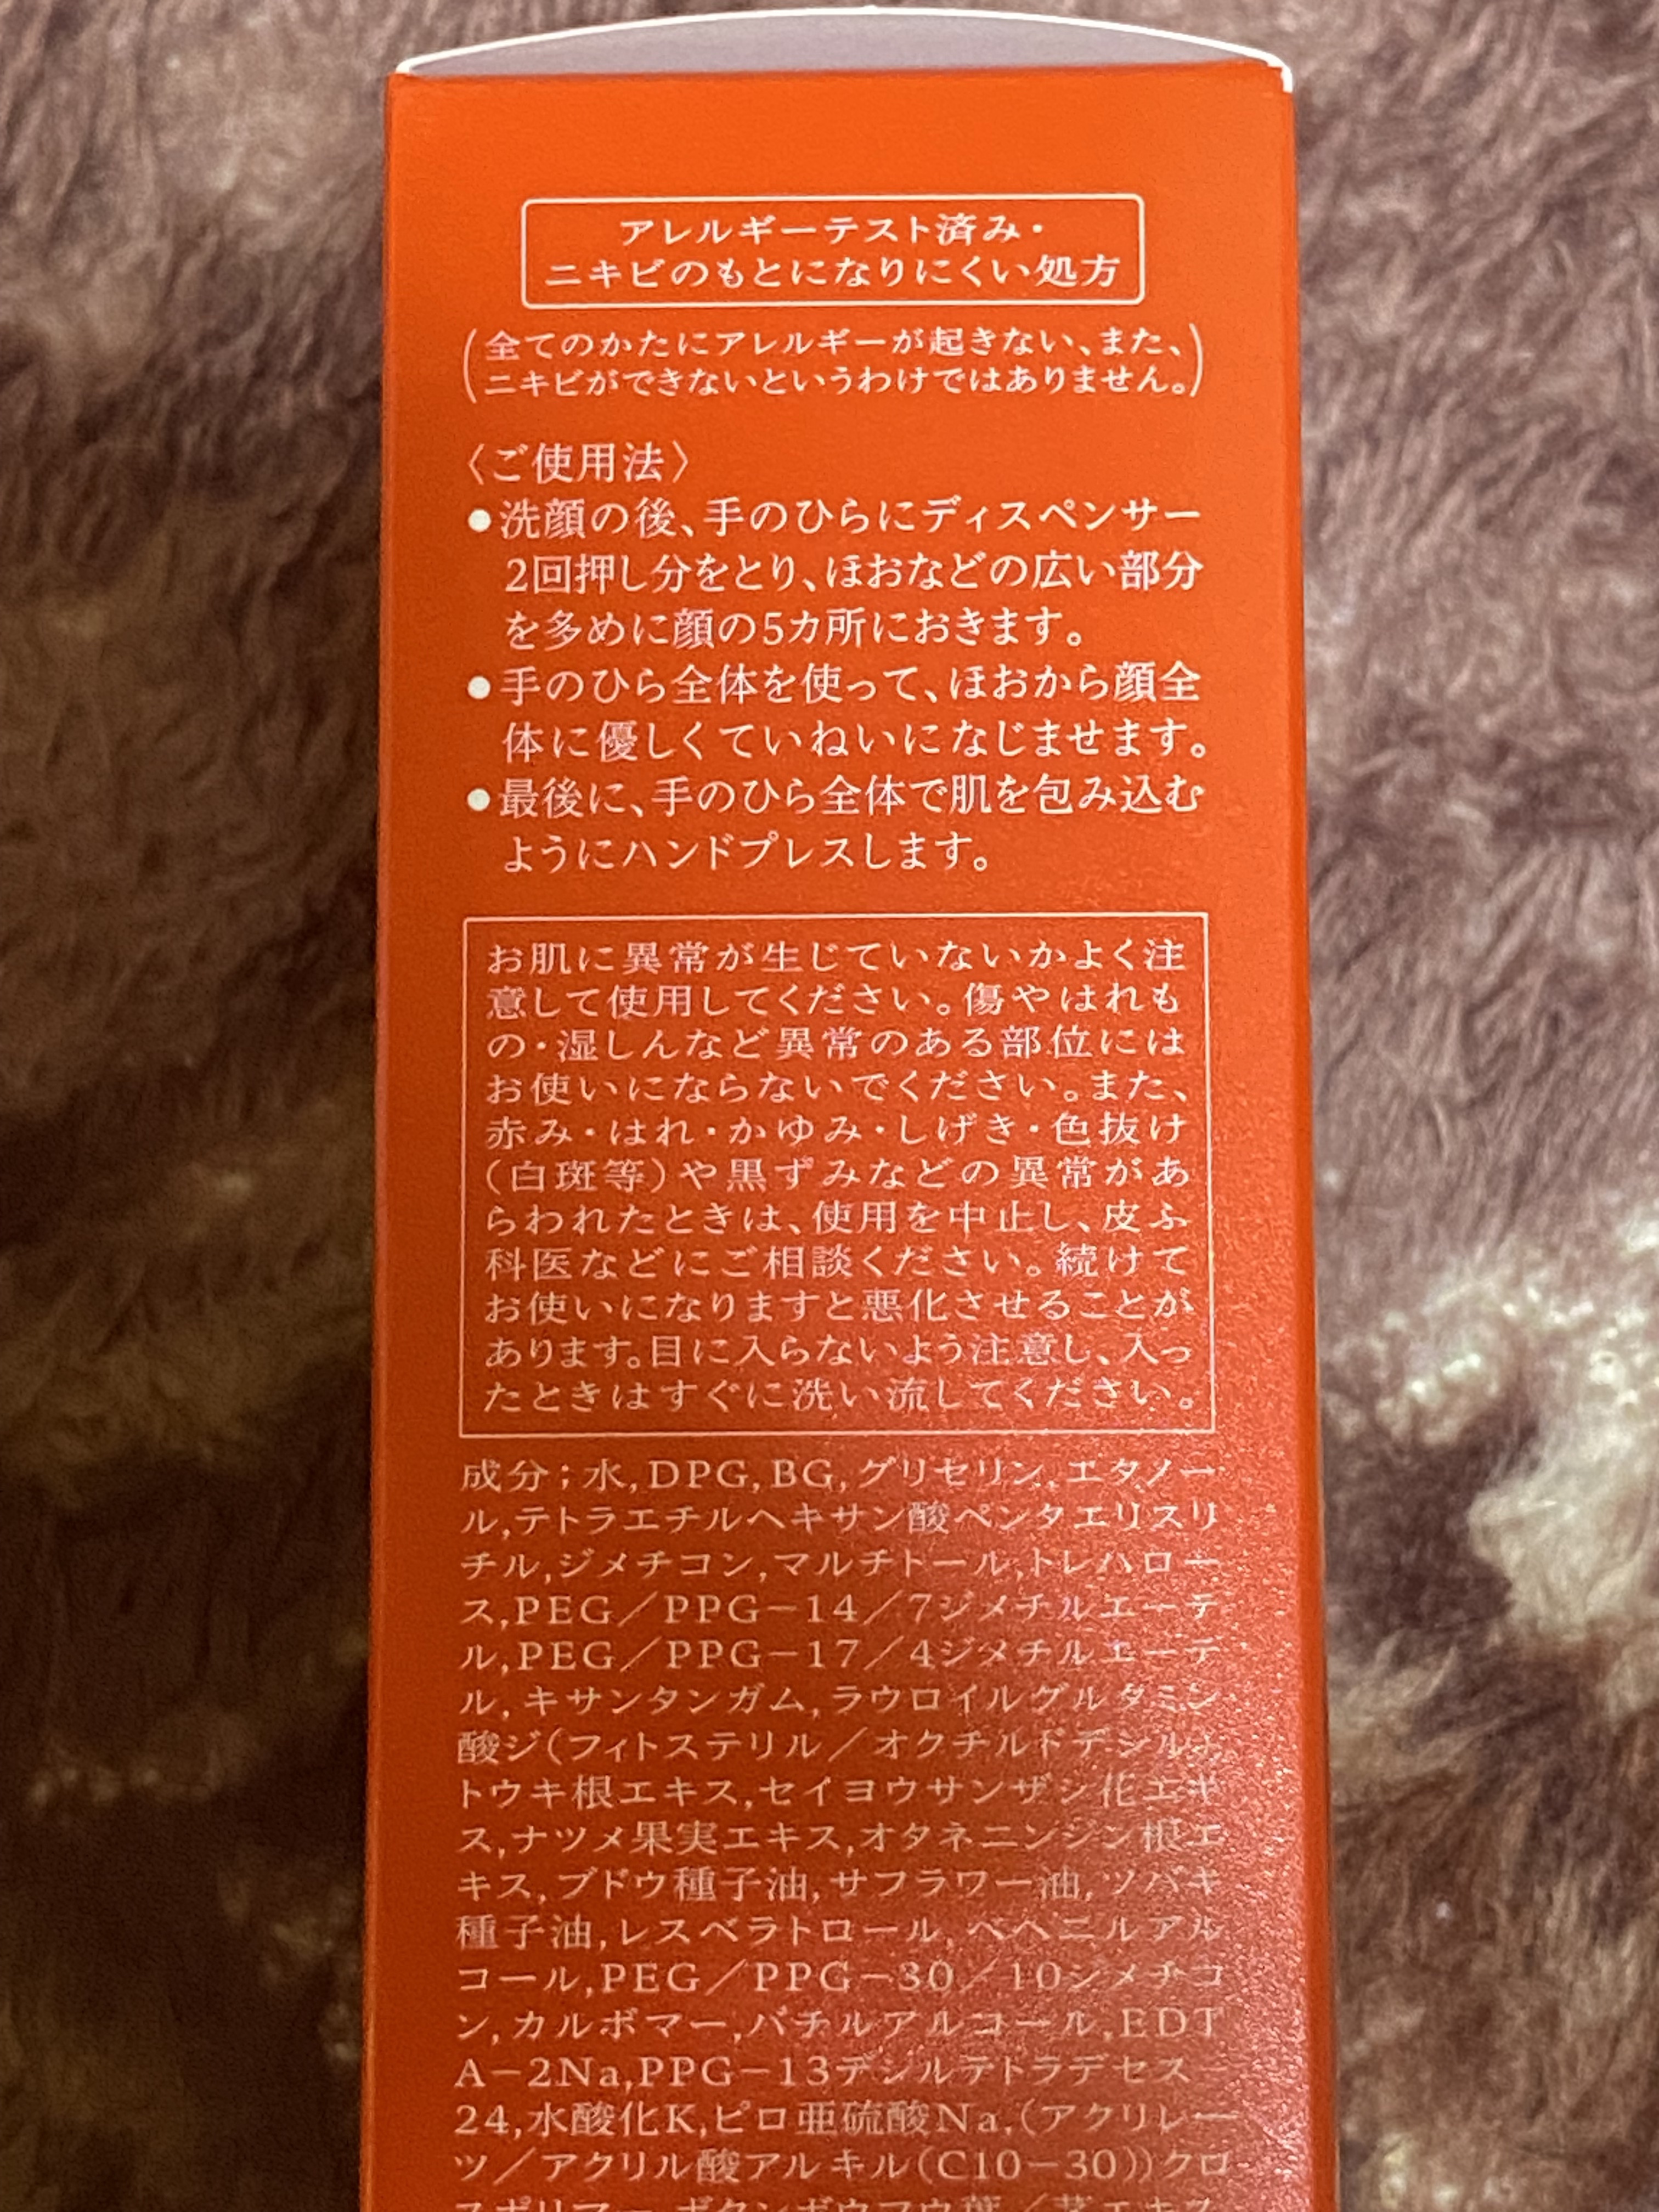 アレルギーテスト済み・
ニキビのもとになりにくい処方
(全てのかたにアレルギーが起きない、また、
ニキビができないというわけではありません。)
〈ご使用法〉
●洗顔の後、手のひらにディスペンサー
2回押し分をとり、ほおなどの広い部分
を多めに顔の5カ所におきます。
●手のひら全体を使って、ほおから顔全
体に優しくていねいになじませます。
●最後に、手のひら全体で肌を包み込む
ようにハンドプレスします。
お肌に異常が生じていないかよく注
意して使用してください。傷やはれも
の・湿しんなど異常のある部位には
お使いにならないでください。また、
赤み・はれ・かゆみ・しげき・色抜け
(白斑等)や黒ずみなどの異常があ
らわれたときは、使用を中止し、皮ふ
科医などにご相談ください。続けて
お使いになりますと悪化させることが
あります。目に入らないよう注意し、入っ
たときはすぐに洗い流してください。
成分;水,DPG,BG,グリセリン,エタノー
ル,テトラエチルヘキサン酸ペンタエリスリ
チル,ジメチコン,マルチトール,トレハロー
ス,PEG/PPG-14/7ジメチルエーテ
ル,PEG/PPG-17/4ジメチルエーテ
ル,キサンタンガム,ラウロイルグルタミン
酸ジ(フィトステリル/オクチルドデシル),
トウキ根エキス,セイヨウサンザシ花エキ
ス,ナツメ果実エキス,オタネニンジン根エ
キス,ブドウ種子油,サフラワー油,ツバキ
種子油,レスベラトロール,ベヘニルアル
コール,PEG/PPG-30/10ジメチコ
ン,カルボマー,バチルアルコール,EDT
A-2Na,PPG-13デシルテトラデセス-
24,水酸化K,ピロ亜硫酸Na,(アクリレー
ツ/アクリル酸アルキル(C10-30))クロ
スポリマー,ボタンボウフウ葉/茎エキス